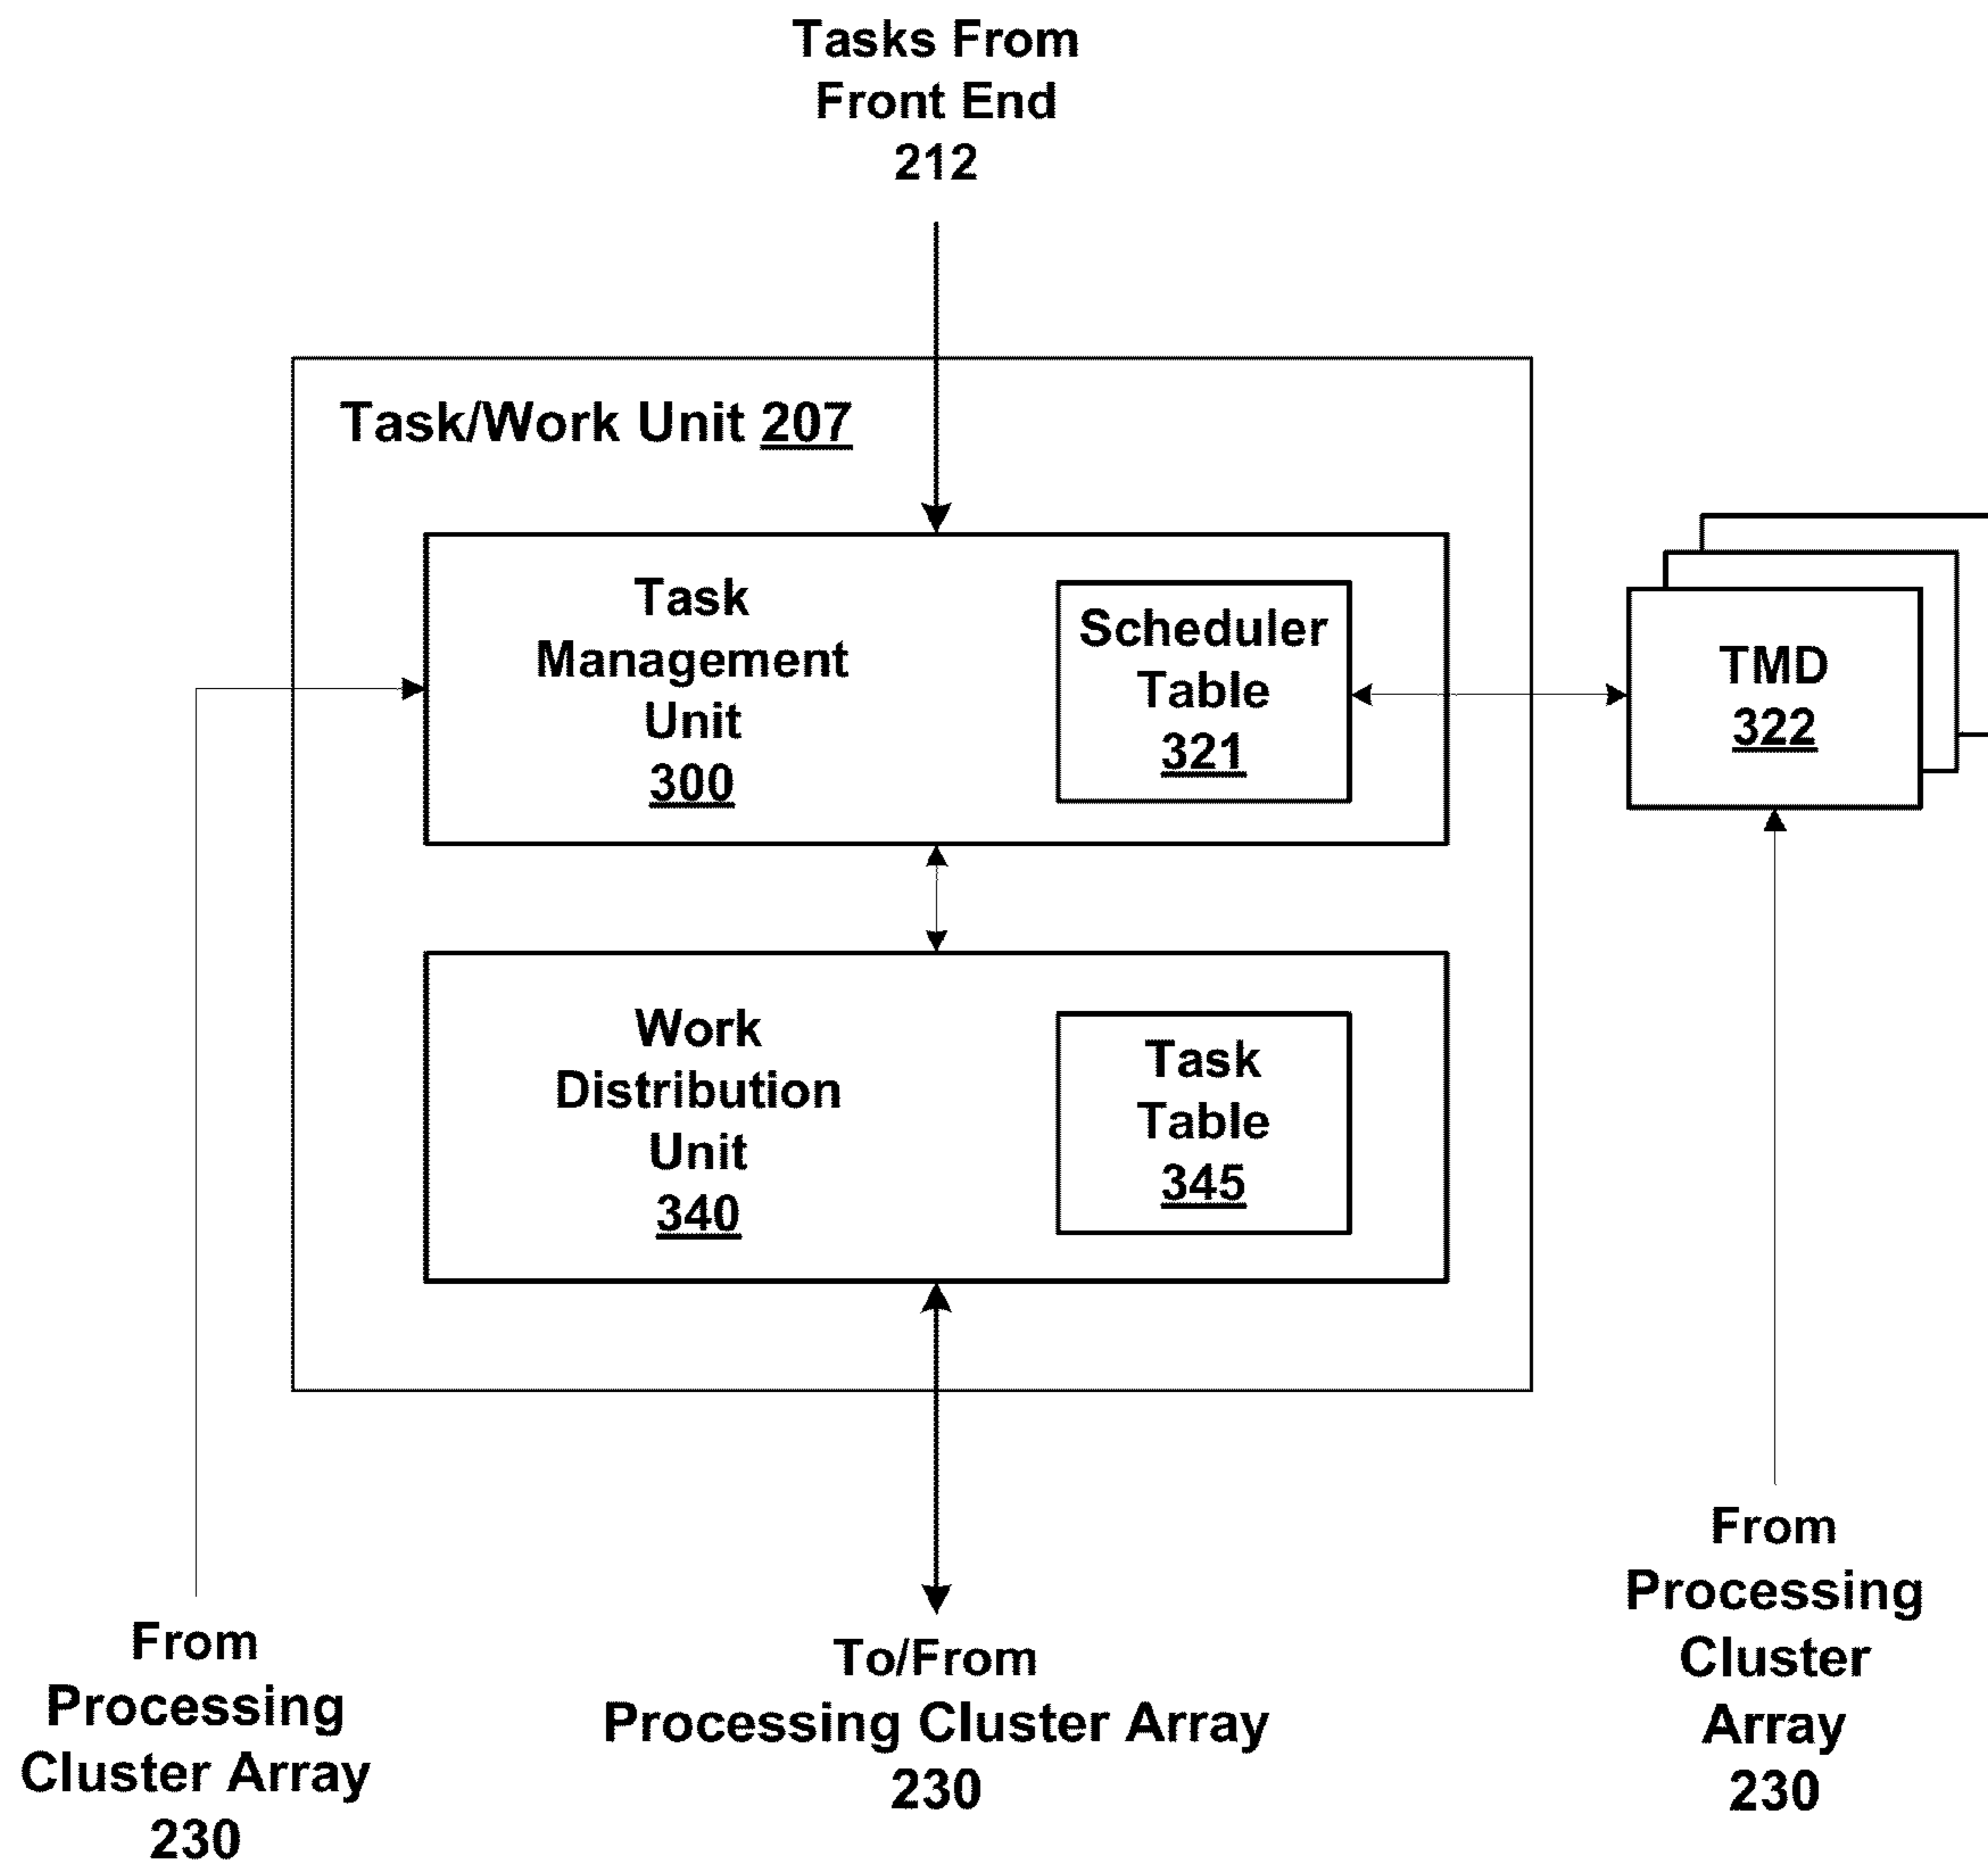 Tasks From
Front End
212
Task/Work Unit 207
Task
Management
Unit
300
Scheduler
Table
321
TMD
322
Work
Distribution
Unit
340
Task
Table
345
From
Processing
Cluster Array
230
To/From
Processing Cluster Array
230
From
Processing
Cluster
Array
230